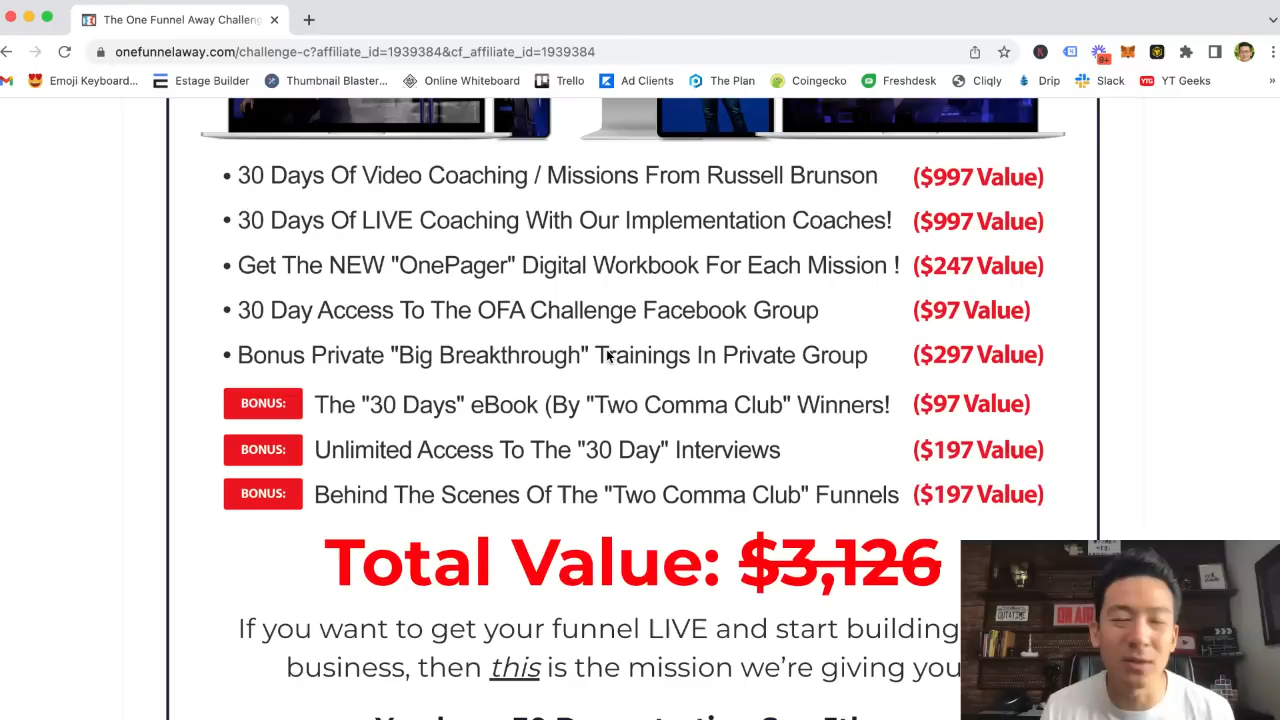 The One Funnel Away Challeng
onefunnelaway.com/challenge-c?affiliate_id=1939384&cf_affiliate_id=1939384
9+
Emoji Keyboard... Estage Builder Thumbnail Blaster... Online Whiteboard Trello Ad Clients The Plan Coingecko Freshdesk Cliqly Drip Slack YTG YT Geeks »
• 30 Days Of Video Coaching / Missions From Russell Brunson ($997 Value)
• 30 Days Of LIVE Coaching With Our Implementation Coaches! ($997 Value)
• Get The NEW "OnePager" Digital Workbook For Each Mission ! ($247 Value)
• 30 Day Access To The OFA Challenge Facebook Group ($97 Value)
• Bonus Private "Big Breakthrough" Trainings In Private Group ($297 Value)
BONUS: The "30 Days" eBook (By "Two Comma Club" Winners! ($97 Value)
BONUS: Unlimited Access To The "30 Day" Interviews ($197 Value)
BONUS: Behind The Scenes Of The "Two Comma Club" Funnels ($197 Value)
Total Value: $3,126
If you want to get your funnel LIVE and start building
business, then this is the mission we're giving you
ON AIR
OUTATIME